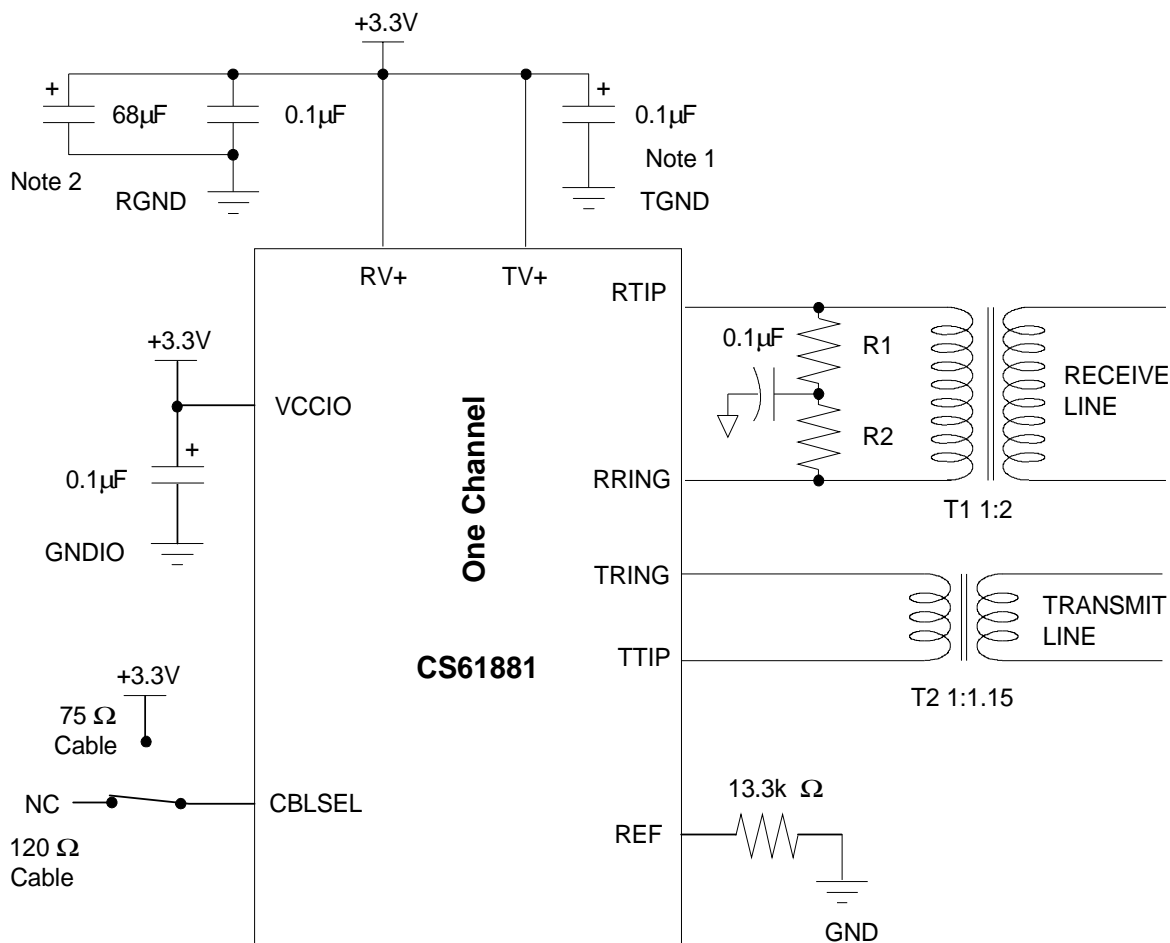 +3.3V
+
68µF
0.1µF
+
0.1µF
Note 2
RGND
Note 1
TGND
RV+
TV+
RTIP
+3.3V
0.1µF
R1
RECEIVE
LINE
VCCIO
R2
+
0.1µF
One Channel
RRING
T1 1:2
GNDIO
TRING
TRANSMIT
LINE
TTIP
CS61881
+3.3V
T2 1:1.15
75 Ω
Cable
NC
CBLSEL
13.3k Ω
REF
120 Ω
Cable
GND